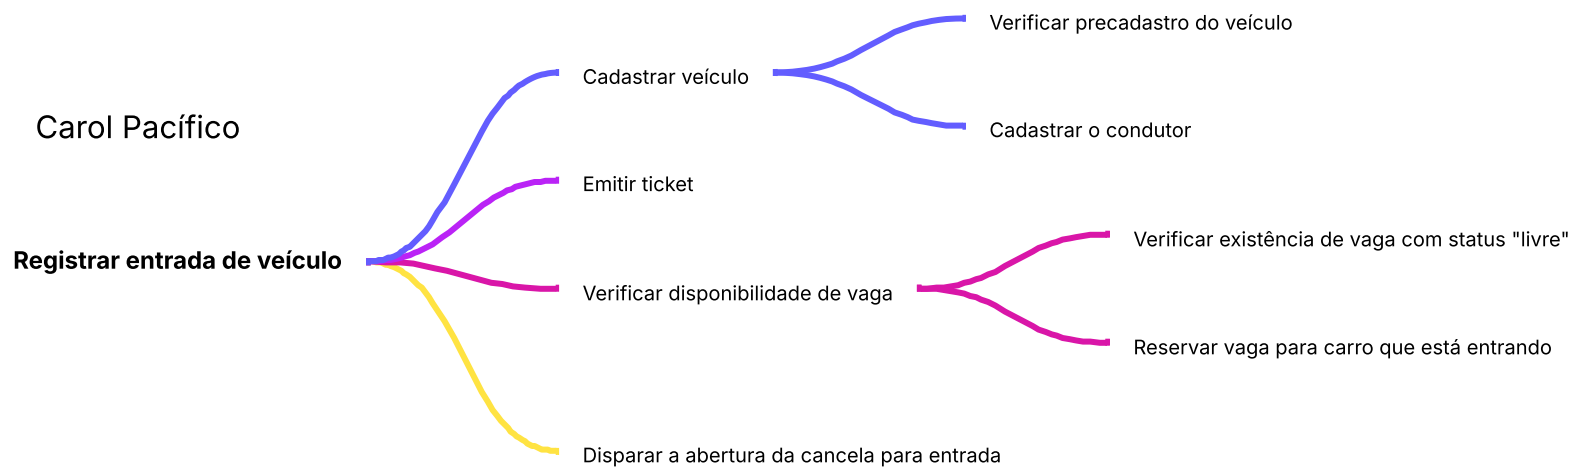 Carol Pacífico
Registrar entrada de veículo
Cadastrar veículo
Verificar precadastro do veículo
Cadastrar o condutor
Emitir ticket
Verificar disponibilidade de vaga
Verificar existência de vaga com status "livre"
Reservar vaga para carro que está entrando
Disparar a abertura da cancela para entrada